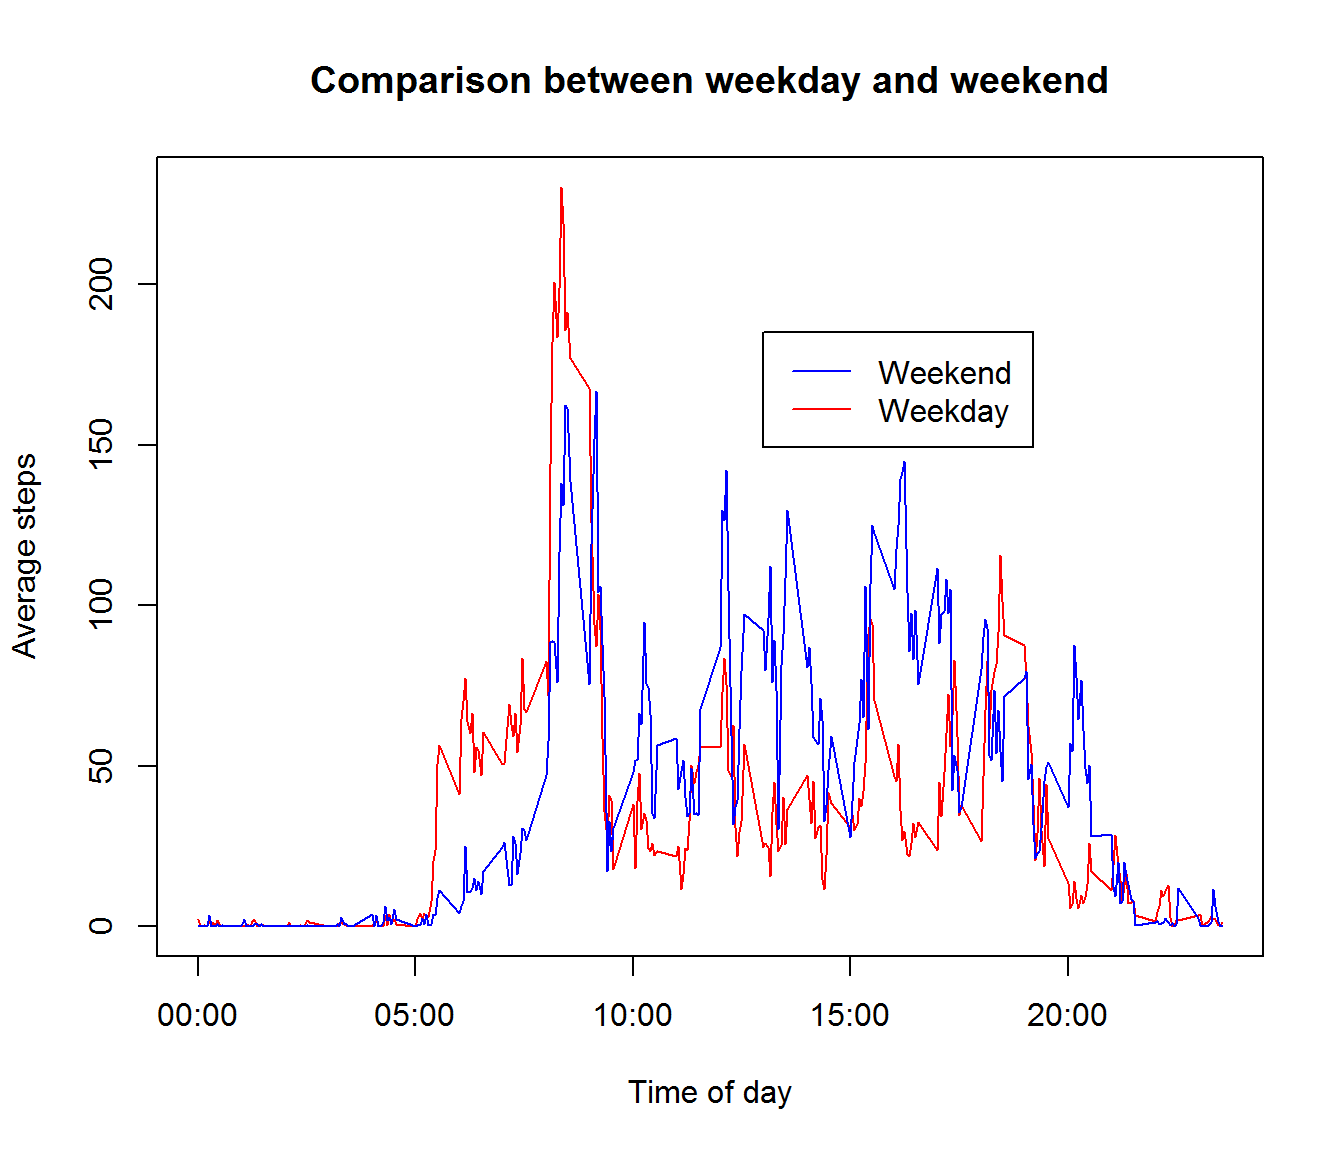 Comparison between weekday and weekend
Average steps
200
150
100
50
0
Weekend
Weekday
00:00 05:00 10:00 15:00 20:00
Time of day